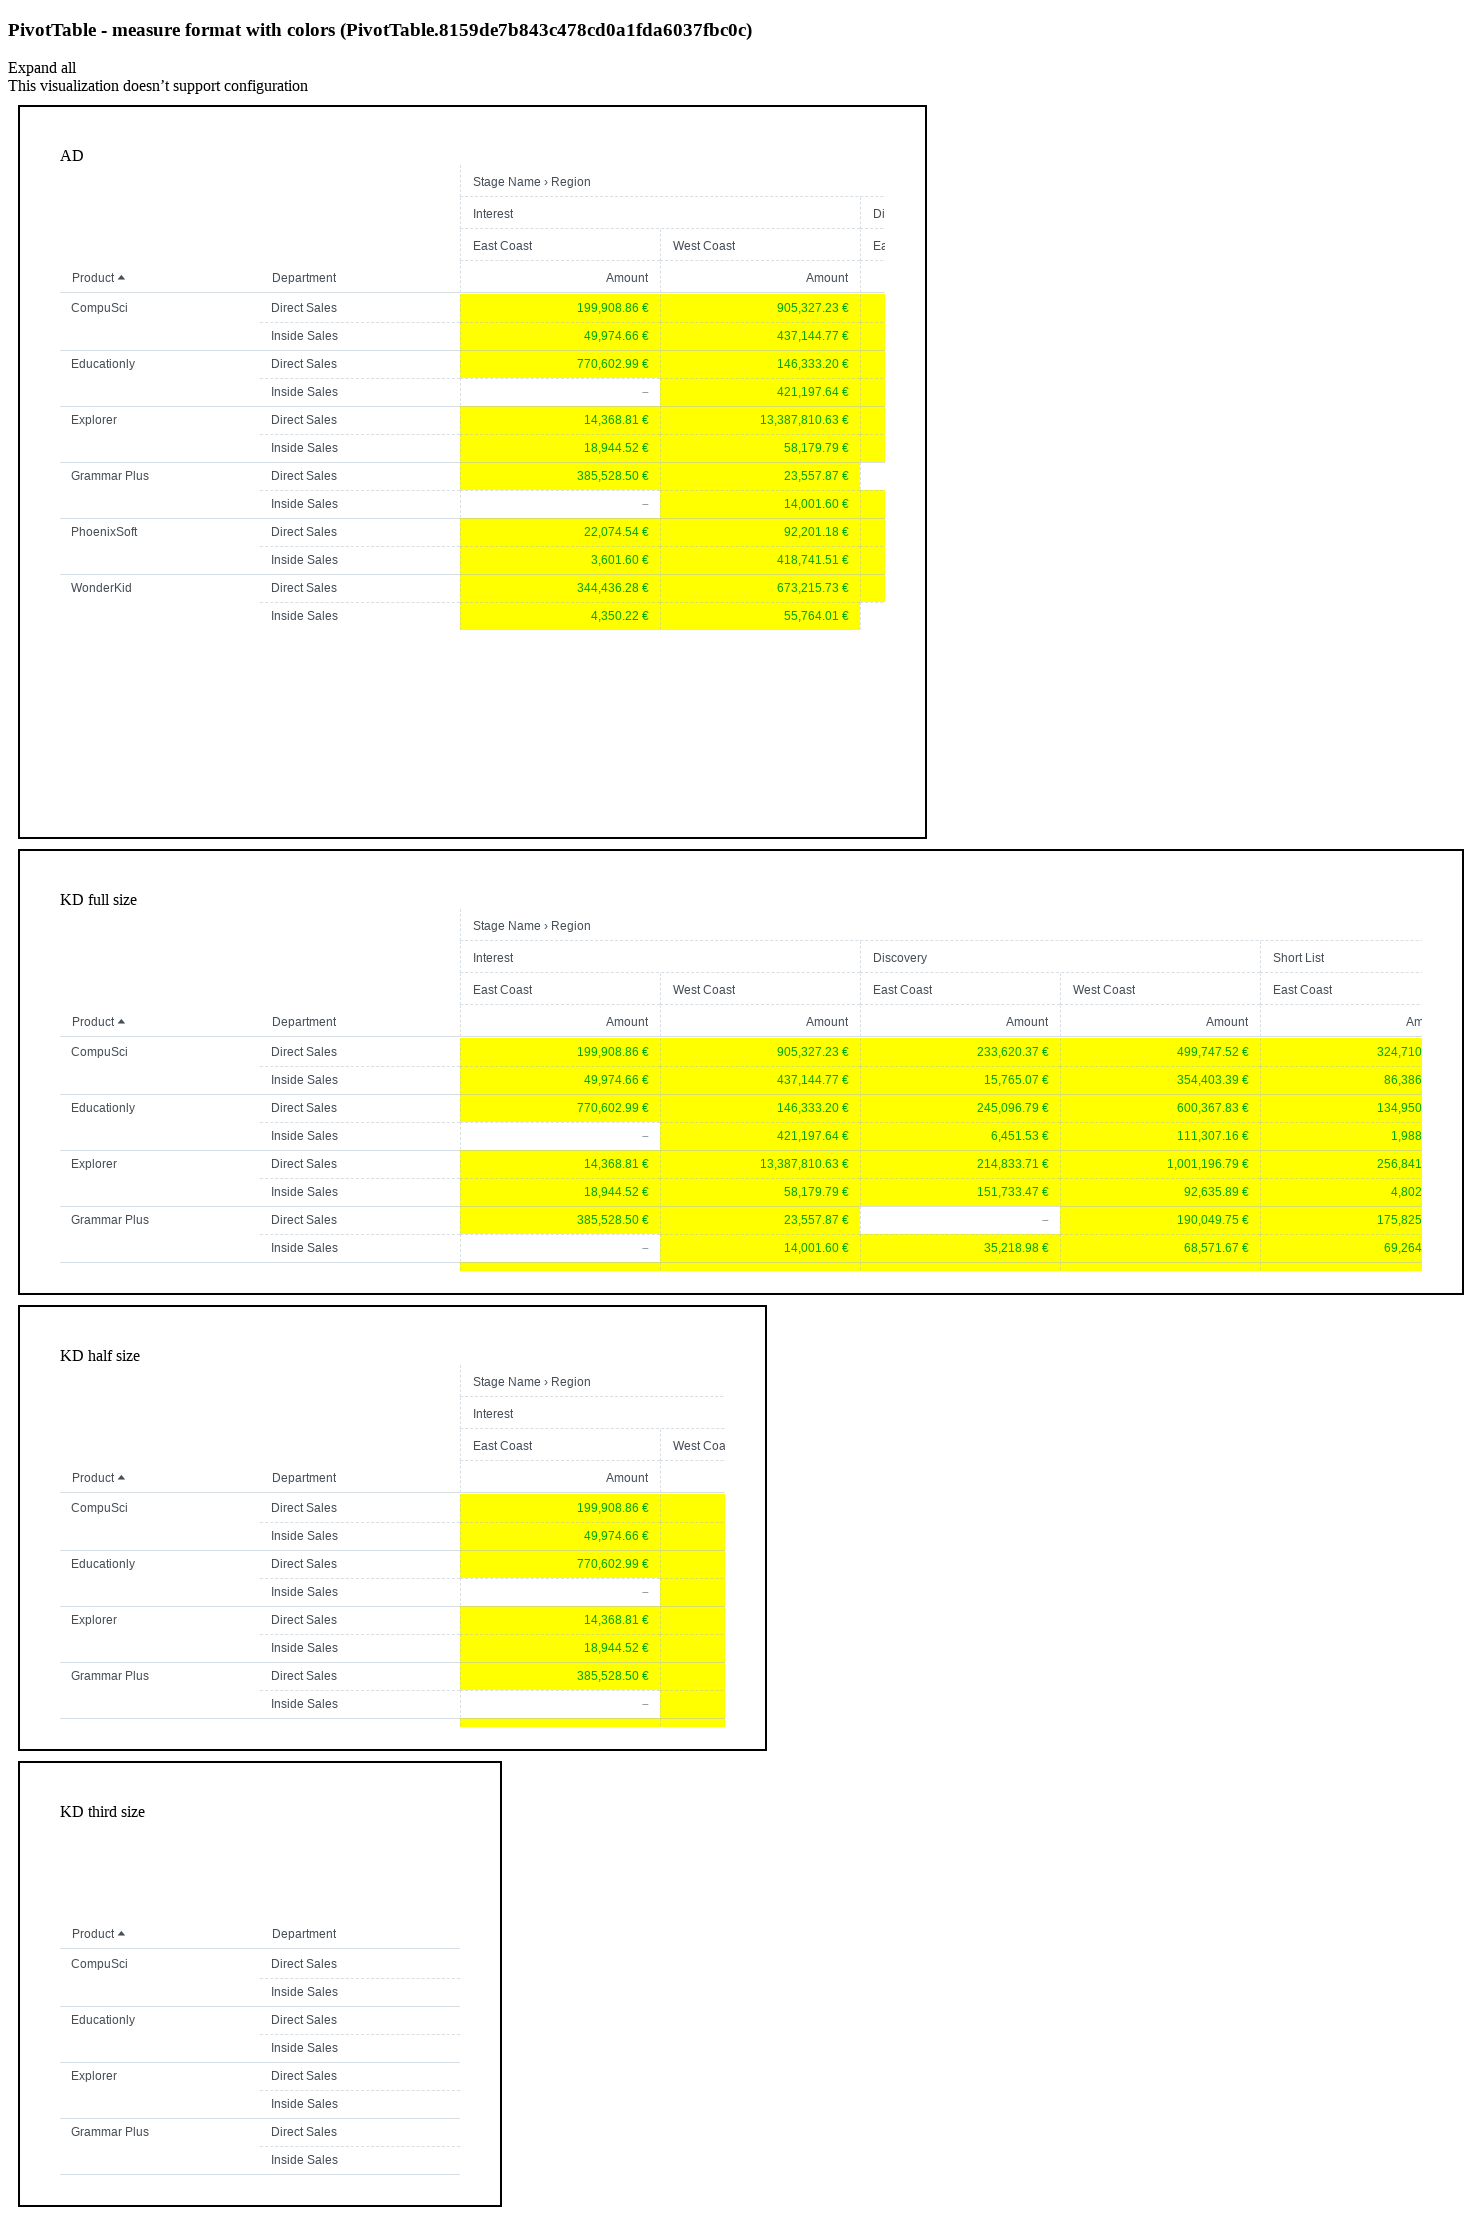 PivotTable - measure format with colors (PivotTable.8159de7b843c478cd0a1fda6037fbc0c)
Expand all
This visualization doesn’t support configuration
AD
Stage Name › Region
Interest Di
East Coast West Coast Ea
Product Department Amount Amount
CompuSci Direct Sales 199,908.86 € 905,327.23 €
Inside Sales 49,974.66 € 437,144.77 €
Educationly Direct Sales 770,602.99 € 146,333.20 €
Inside Sales – 421,197.64 €
Explorer Direct Sales 14,368.81 € 13,387,810.63 €
Inside Sales 18,944.52 € 58,179.79 €
Grammar Plus Direct Sales 385,528.50 € 23,557.87 €
Inside Sales – 14,001.60 €
PhoenixSoft Direct Sales 22,074.54 € 92,201.18 €
Inside Sales 3,601.60 € 418,741.51 €
WonderKid Direct Sales 344,436.28 € 673,215.73 €
Inside Sales 4,350.22 € 55,764.01 €
KD full size
Stage Name › Region
Interest Discovery Short List
East Coast West Coast East Coast West Coast East Coast
Product Department Amount Amount Amount Amount Am
CompuSci Direct Sales 199,908.86 € 905,327.23 € 233,620.37 € 499,747.52 € 324,710
Inside Sales 49,974.66 € 437,144.77 € 15,765.07 € 354,403.39 € 86,386
Educationly Direct Sales 770,602.99 € 146,333.20 € 245,096.79 € 600,367.83 € 134,950
Inside Sales – 421,197.64 € 6,451.53 € 111,307.16 € 1,988
Explorer Direct Sales 14,368.81 € 13,387,810.63 € 214,833.71 € 1,001,196.79 € 256,841
Inside Sales 18,944.52 € 58,179.79 € 151,733.47 € 92,635.89 € 4,802
Grammar Plus Direct Sales 385,528.50 € 23,557.87 € – 190,049.75 € 175,825
Inside Sales – 14,001.60 € 35,218.98 € 68,571.67 € 69,264
KD half size
Stage Name › Region
Interest
East Coast West Coa
Product Department Amount
CompuSci Direct Sales 199,908.86 €
Inside Sales 49,974.66 €
Educationly Direct Sales 770,602.99 €
Inside Sales –
Explorer Direct Sales 14,368.81 €
Inside Sales 18,944.52 €
Grammar Plus Direct Sales 385,528.50 €
Inside Sales –
KD third size
Product Department
CompuSci Direct Sales
Inside Sales
Educationly Direct Sales
Inside Sales
Explorer Direct Sales
Inside Sales
Grammar Plus Direct Sales
Inside Sales